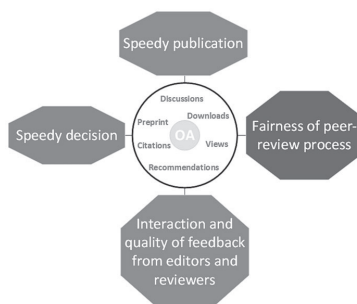 Speedy publication
Discussions
Downloads
Preprint
OA
Citations
Views
Recommendations
Speedy decision
Fairness of peer-
review process
Interaction and
quality of feedback
from editors and
reviewers